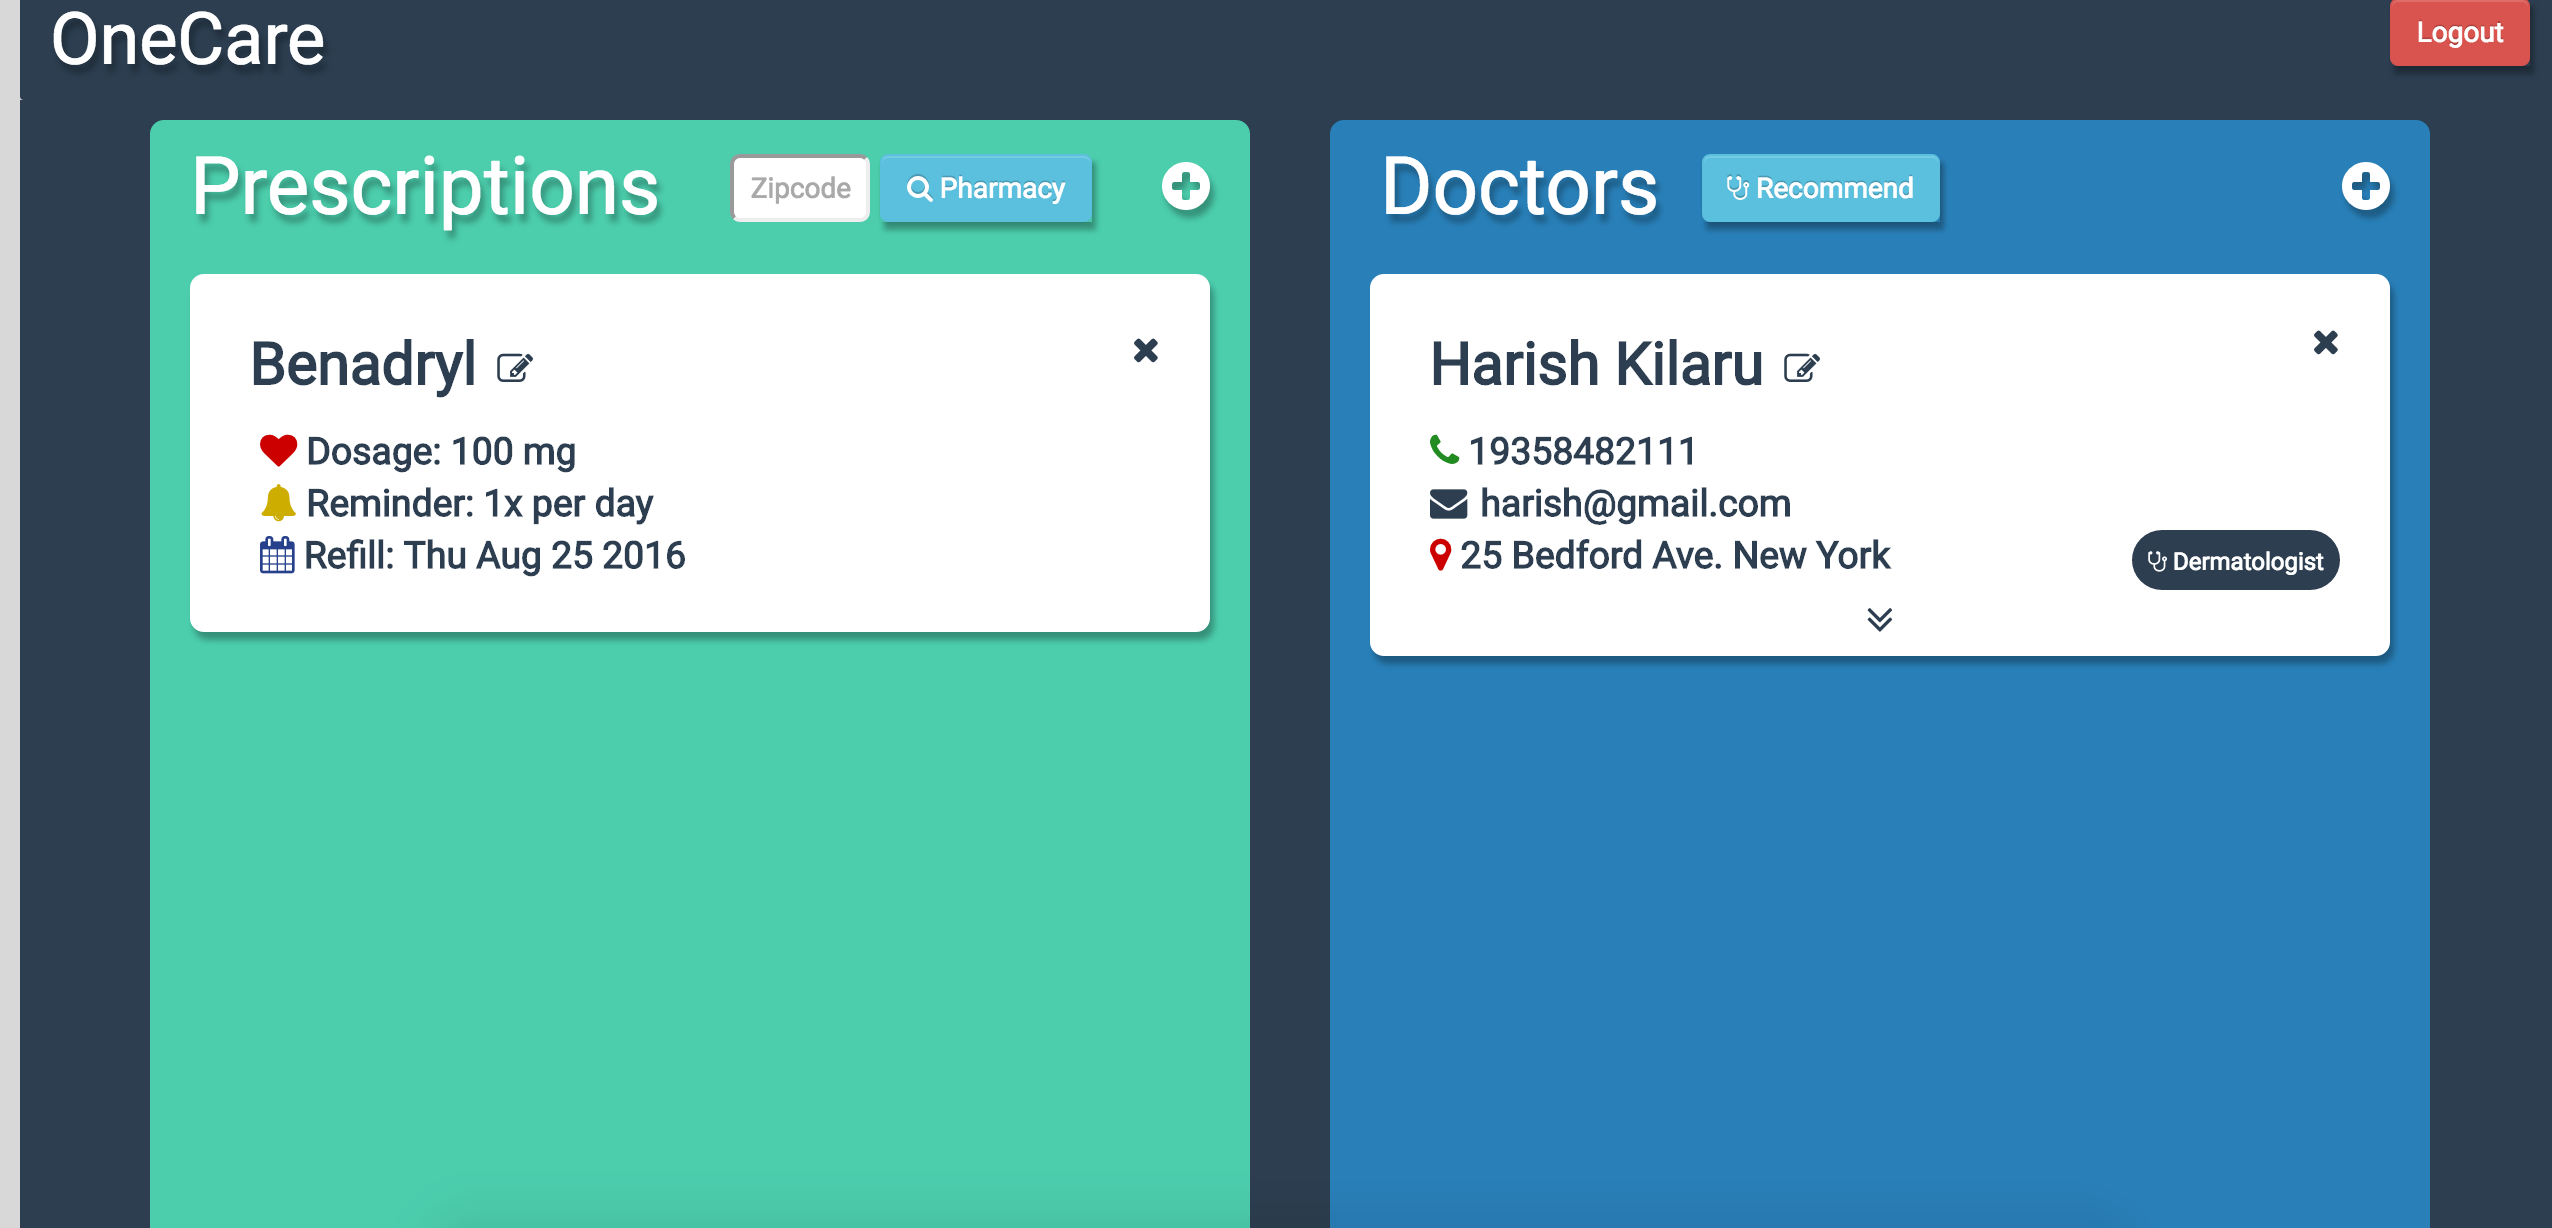 OneCare
Logout
Prescriptions
Zipcode
Pharmacy
Benadryl
Dosage: 100 mg
Reminder: 1x per day
Refill: Thu Aug 25 2016
Doctors
Recommend
Harish Kilaru
19358482111
harish@gmail.com
25 Bedford Ave. New York
Dermatologist